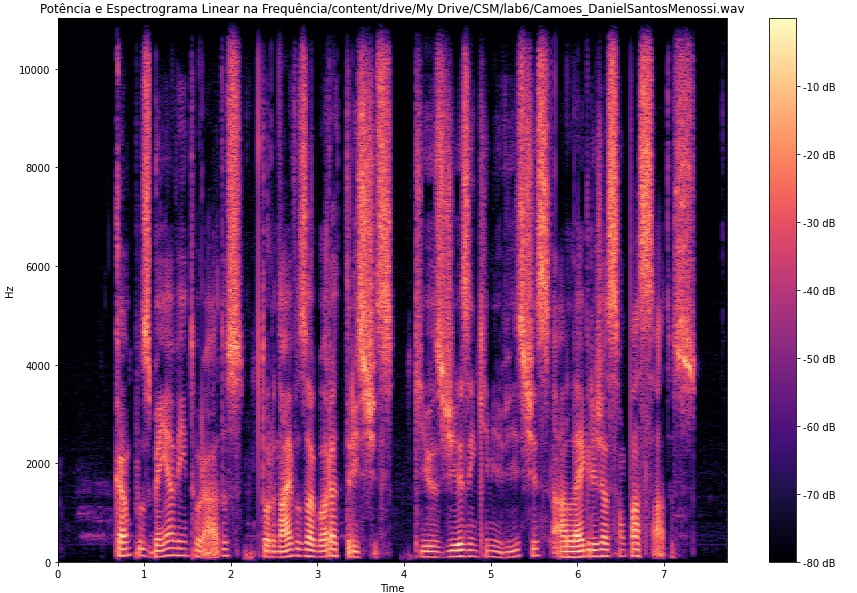 Potência e Espectrograma Linear na Frequência/content/drive/My Drive/CSM/lab6/Camoes_DanielSantosMenossi.wav
10000
8000
6000
4000
2000
0
Hz
0 1 2 3 4 5 6 7
Time
-10 dB
-20 dB
-30 dB
-40 dB
-50 dB
-60 dB
-70 dB
-80 dB